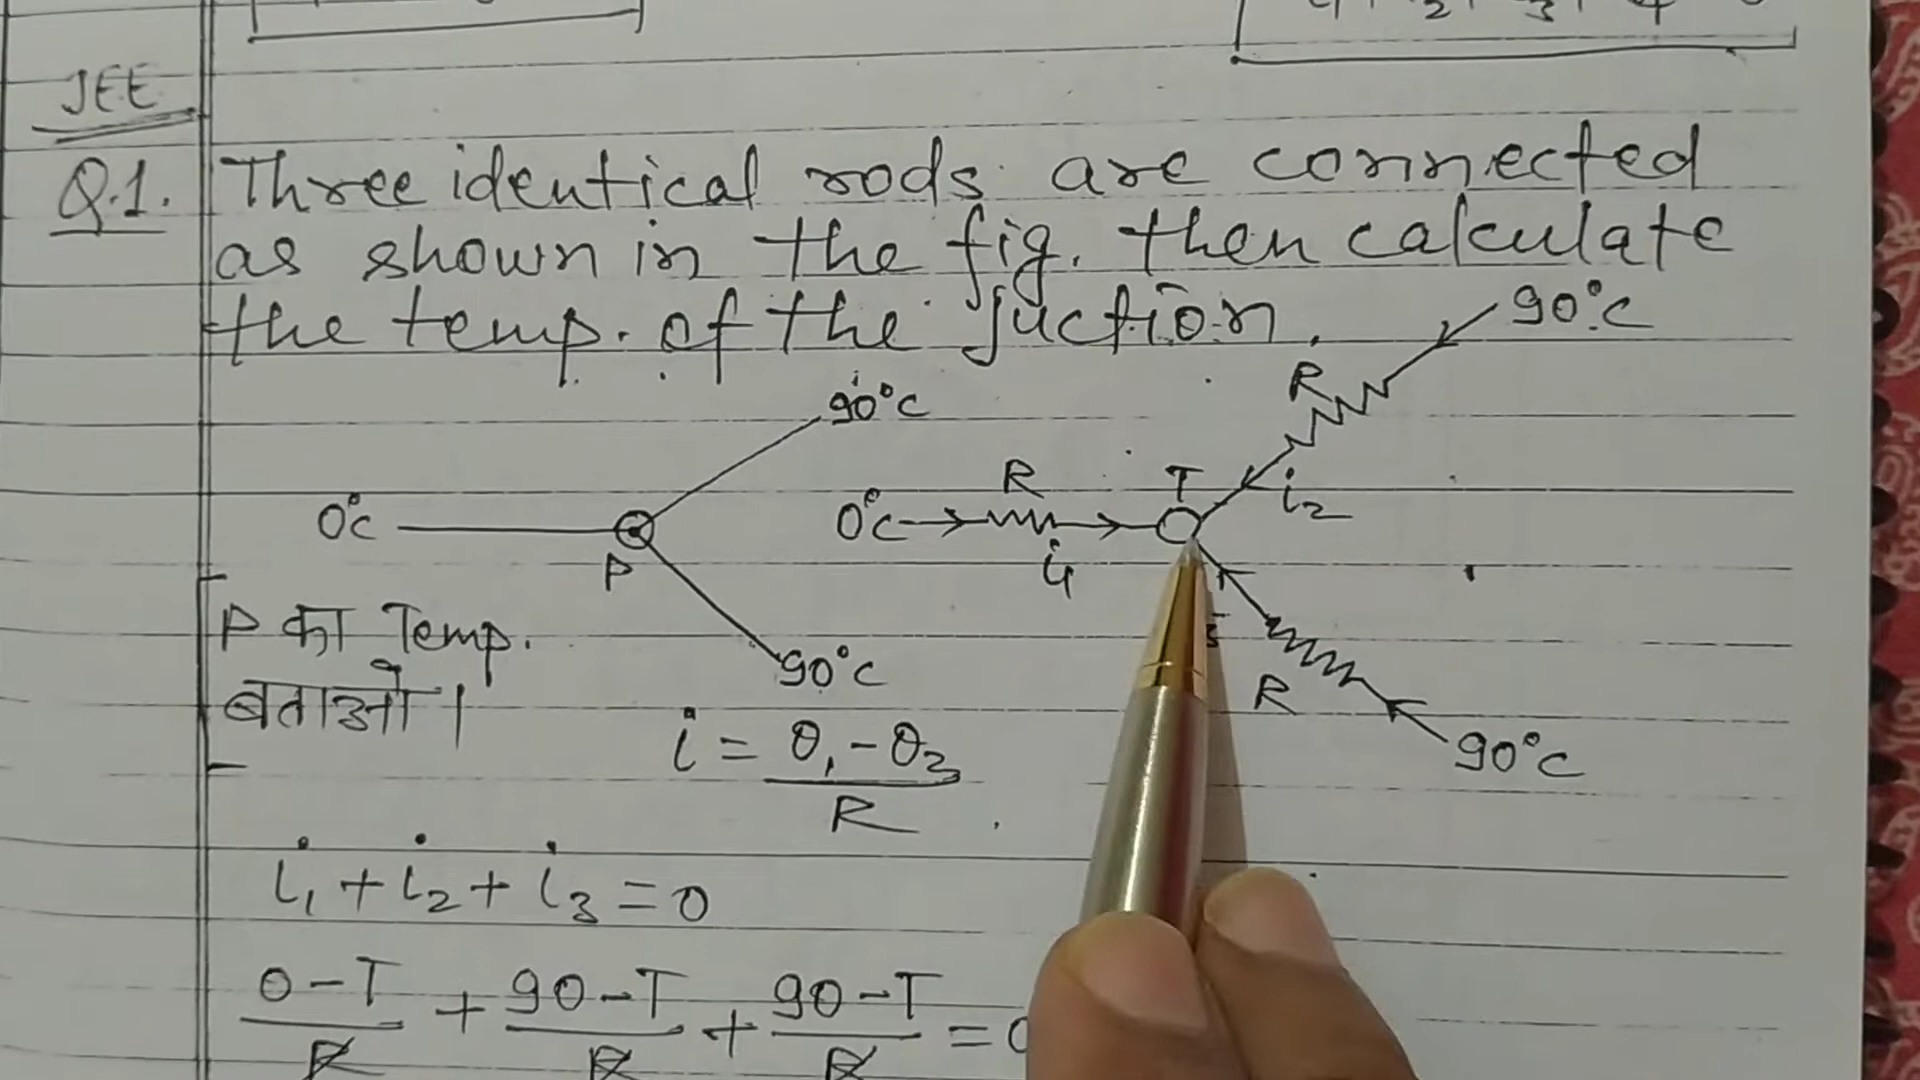 JEE
Q.1. Three identical rods are connected
as shown in the fig. then calculate
the temp. of the juction.
90°C
R
90°C
R
T
i2
0°C
0°C
i1
P
P का Temp.
बताओ।
3
R
90°C
90°C
i = θ1-θ2
R
i1 + i2 + i3 = 0
0-T + 90-T + 90-T =
R R R